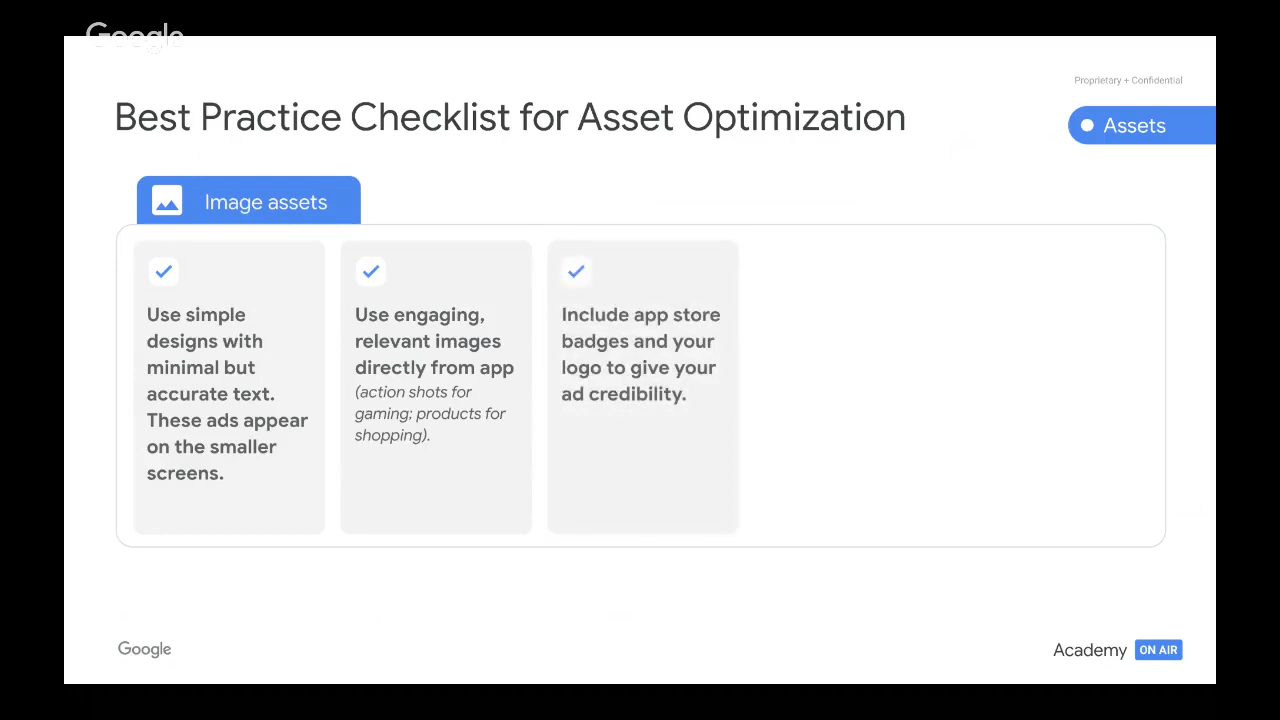 Google
Proprietary + Confidential
Best Practice Checklist for Asset Optimization
Assets
Image assets
Use simple
designs with
minimal but
accurate text.
These ads appear
on the smaller
screens.
Use engaging,
relevant images
directly from app
(action shots for
gaming; products for
shopping).
Include app store
badges and your
logo to give your
ad credibility.
Google
Academy ON AIR